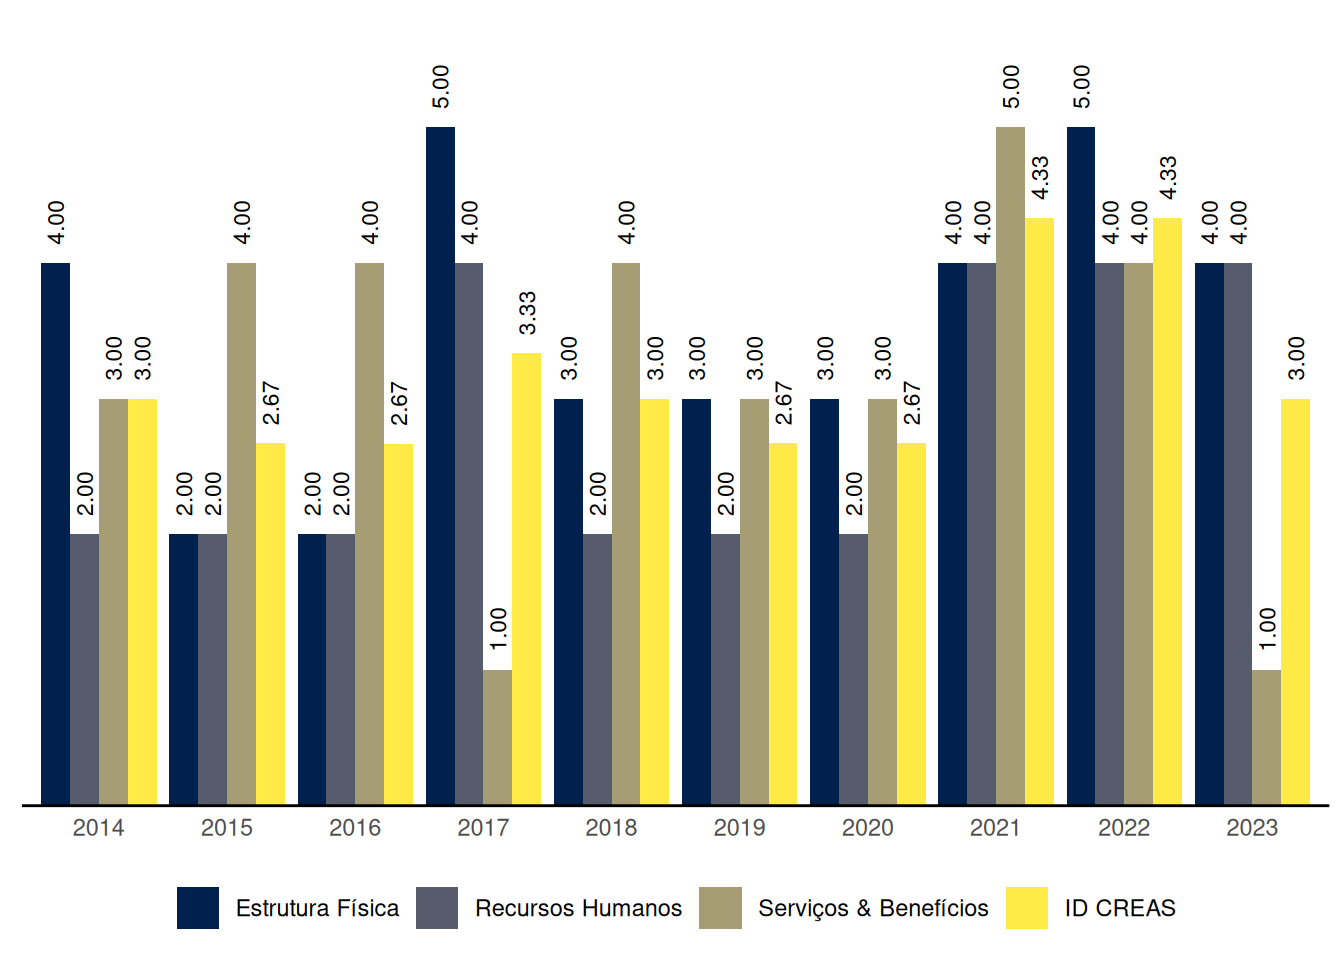 5.00 5.00 5.00
4.33 4.33
4.00 4.00 4.00 4.00 4.00 4.00 4.00 4.00 4.00 4.00 4.00
3.33
3.00 3.00 3.00 3.00 3.00 3.00 3.00 3.00 3.00
2.67 2.67 2.67 2.67
2.00 2.00 2.00 2.00 2.00 2.00 2.00 2.00
1.00 1.00
2014 2015 2016 2017 2018 2019 2020 2021 2022 2023
Estrutura Física Recursos Humanos Serviços & Benefícios ID CREAS